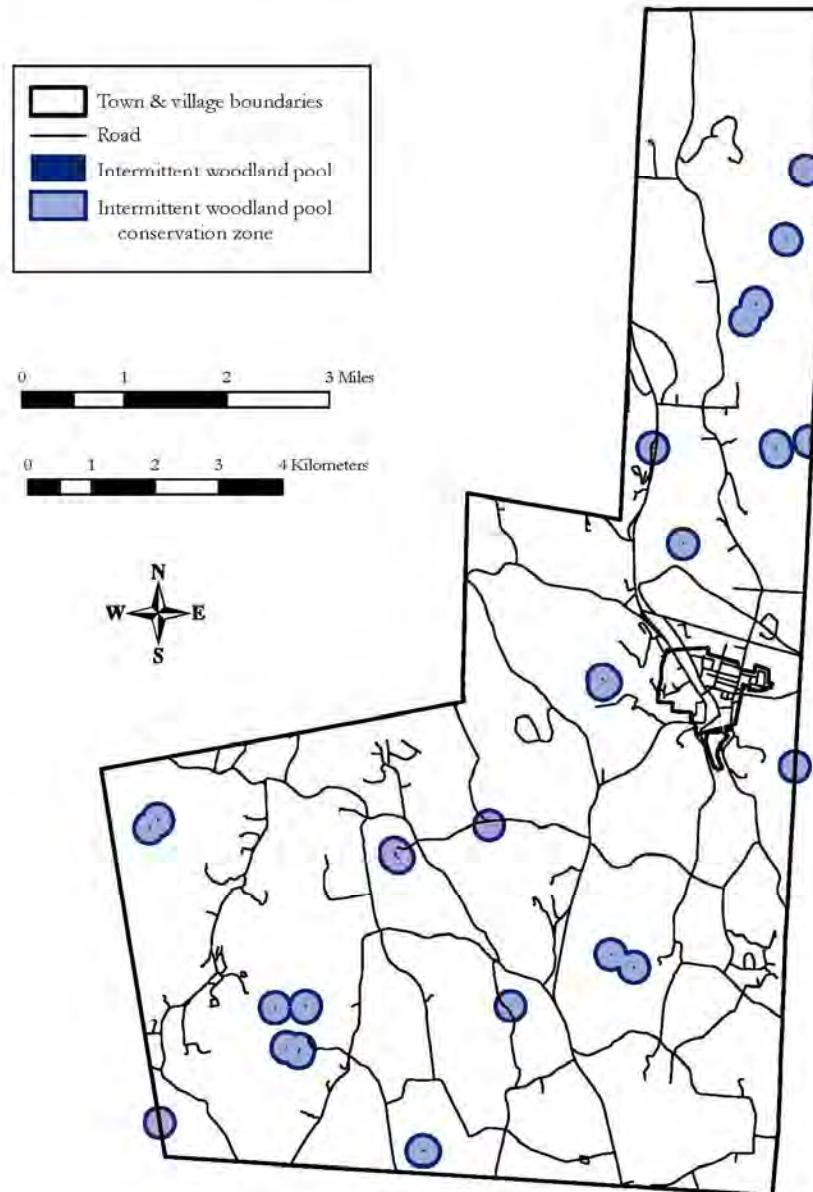 Town & village boundaries
Road
Intermittent woodland pool
Intermittent woodland pool
conservation zone
0 1 2 3 Miles
0 1 2 3 4 Kilometers
N
W E
S